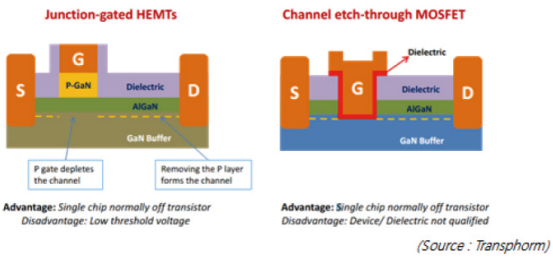 Junction-gated HEMTs
G
P-GaN
S
D
Dielectric
AlGaN
GaN Buffer
P gate depletes
the channel
Removing the P layer
forms the channel
Advantage: Single chip normally off transistor
Disadvantage: Low threshold voltage
Channel etch-through MOSFET
Dielectric
S
G
D
Dielectric
AlGaN
GaN Buffer
Advantage: Single chip normally off transistor
Disadvantage: Device/ Dielectric not qualified
(Source : Transphorm)